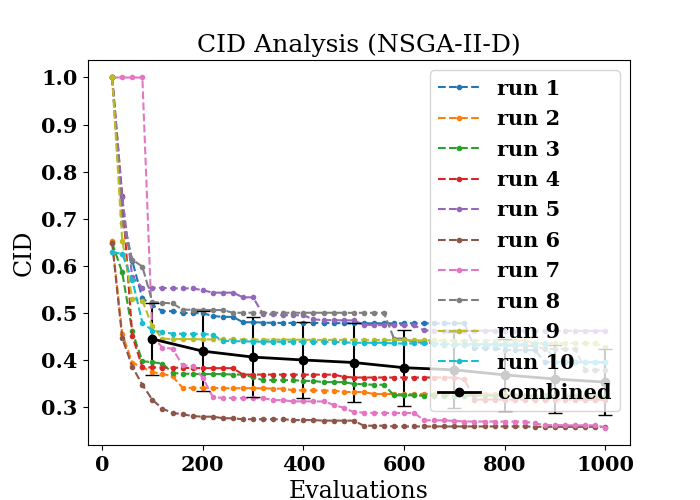 CID Analysis (NSGA-II-D)
CID
1.0
0.9
0.8
0.7
0.6
0.5
0.4
0.3
run 1
run 2
run 3
run 4
run 5
run 6
run 7
run 8
run 9
run 10
combined
0 200 400 600 800 1000
Evaluations